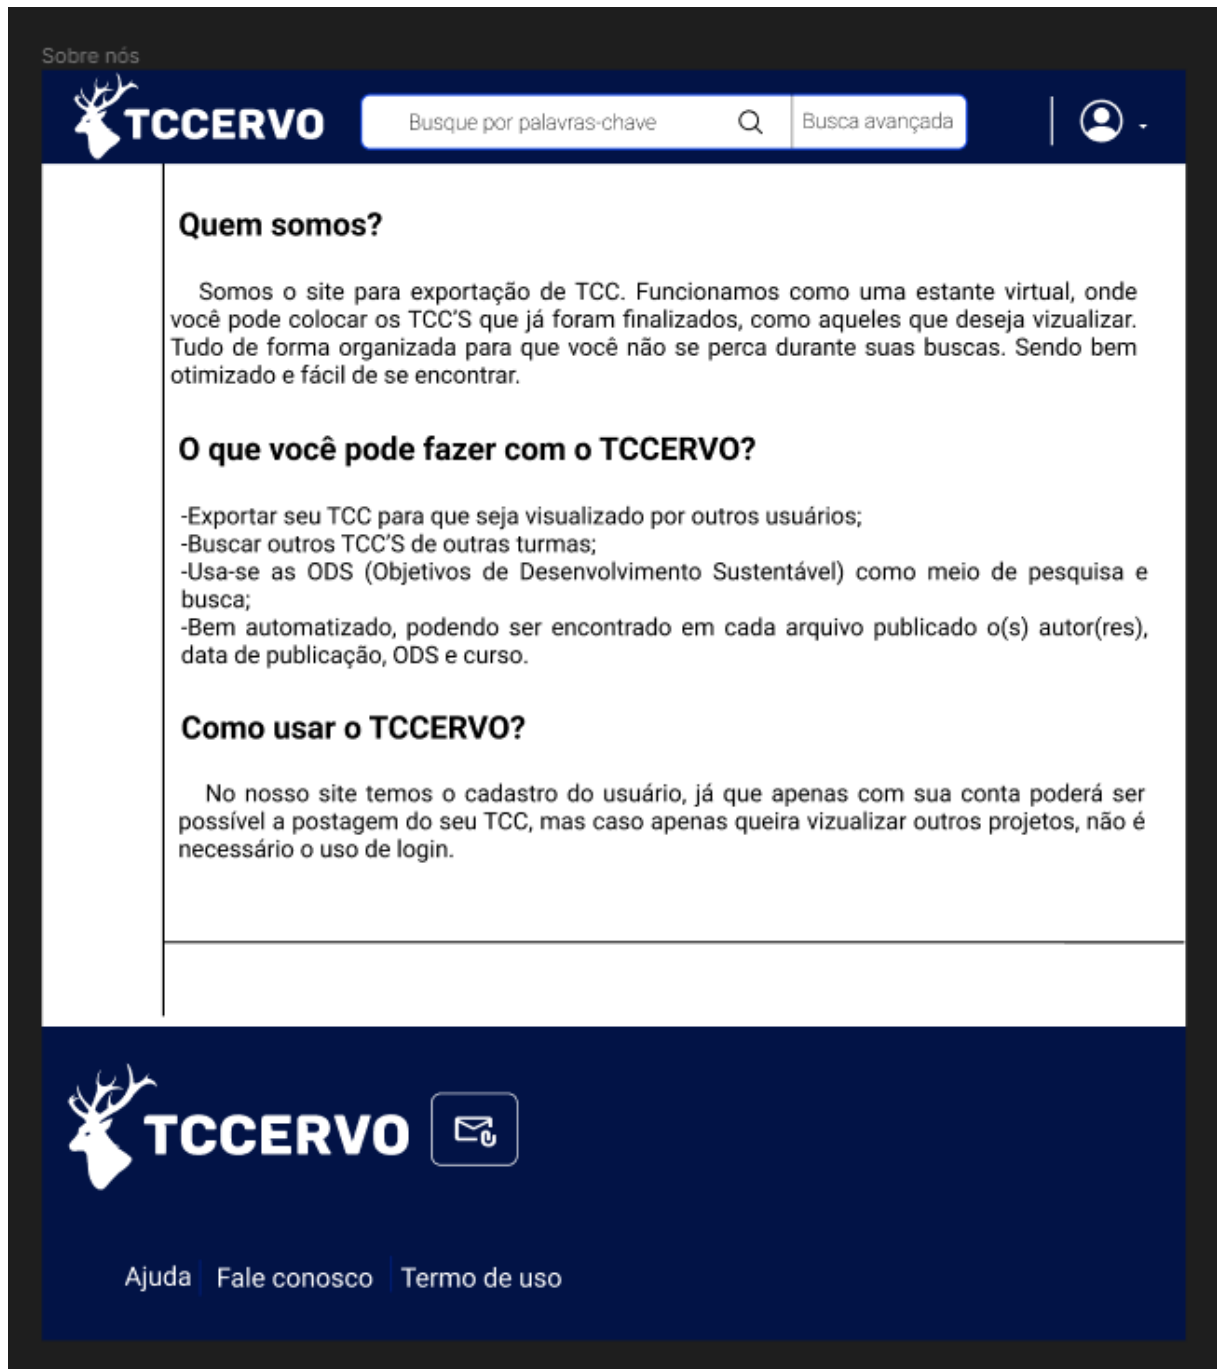 Sobre nós
TCCERVO
Busque por palavras-chave
Busca avançada
Quem somos?
Somos o site para exportação de TCC. Funcionamos como uma estante virtual, onde
você pode colocar os TCC'S que já foram finalizados, como aqueles que deseja vizualizar.
Tudo de forma organizada para que você não se perca durante suas buscas. Sendo bem
otimizado e fácil de se encontrar.
O que você pode fazer com o TCCERVO?
-Exportar seu TCC para que seja visualizado por outros usuários;
-Buscar outros TCC'S de outras turmas;
-Usa-se as ODS (Objetivos de Desenvolvimento Sustentável) como meio de pesquisa e
busca;
-Bem automatizado, podendo ser encontrado em cada arquivo publicado o(s) autor(res),
data de publicação, ODS e curso.
Como usar o TCCERVO?
No nosso site temos o cadastro do usuário, já que apenas com sua conta poderá ser
possível a postagem do seu TCC, mas caso apenas queira vizualizar outros projetos, não é
necessário o uso de login.
TCCERVO
Ajuda
Fale conosco
Termo de uso